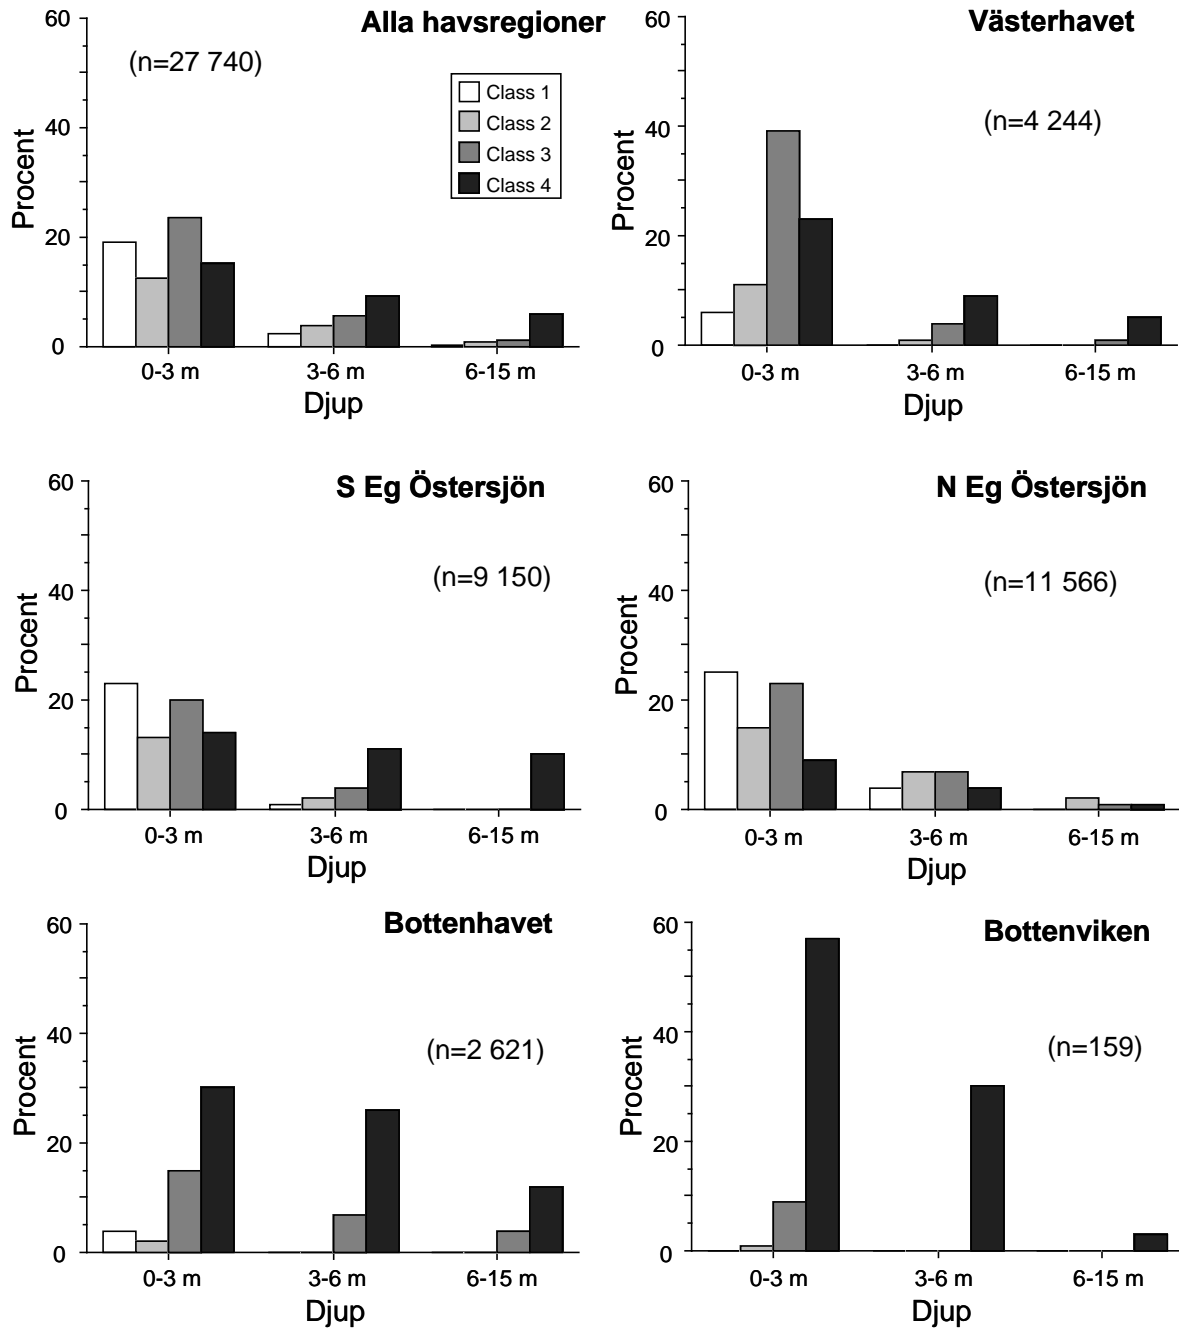 Alla havsregioner
(n=27 740)
Class 1
Class 2
Class 3
Class 4
Procent
60
40
20
0
0-3 m
3-6 m
6-15 m
Djup
Västerhavet
(n=4 244)
Procent
60
40
20
0
0-3 m
3-6 m
6-15 m
Djup
S Eg Östersjön
(n=9 150)
Procent
60
40
20
0
0-3 m
3-6 m
6-15 m
Djup
N Eg Östersjön
(n=11 566)
Procent
60
40
20
0
0-3 m
3-6 m
6-15 m
Djup
Bottenhavet
(n=2 621)
Procent
60
40
20
0
0-3 m
3-6 m
6-15 m
Djup
Bottenviken
(n=159)
Procent
60
40
20
0
0-3 m
3-6 m
6-15 m
Djup